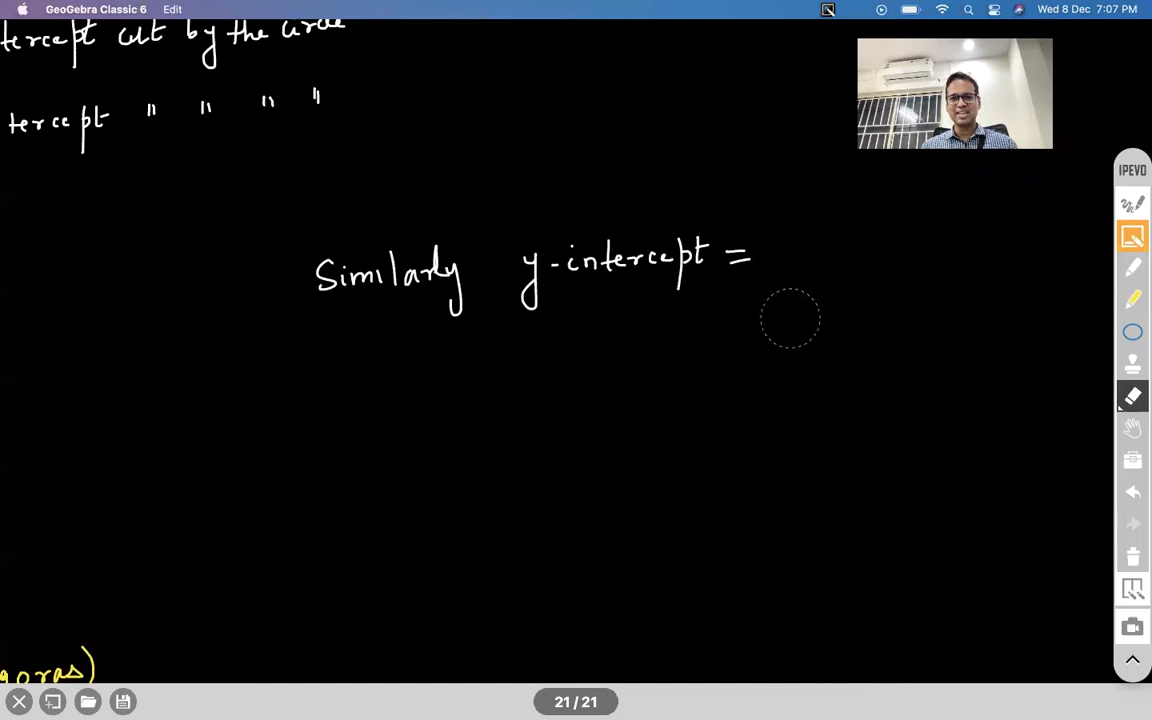 GeoGebra Classic 6 Edit Wed 8 Dec 7:07 PM
tercept cut by the circle
tercept " " " "
IPEVO
Similarly y-intercept =
goras)
21/21